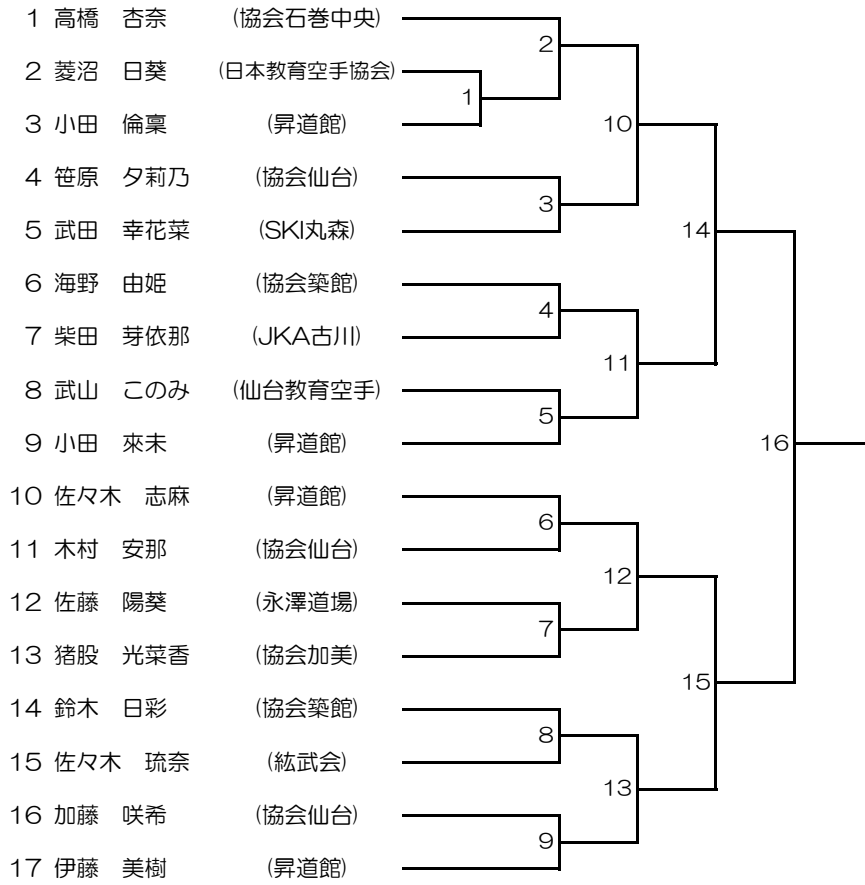 1 高橋　杏奈 (協会石巻中央)
2
2 菱沼　日葵 (日本教育空手協会)
1
3 小田　倫稟 (昇道館)
10
4 笹原　夕莉乃 (協会仙台)
3
5 武田　幸花菜 (SKI丸森)
14
6 海野　由姫 (協会築館)
4
7 柴田　芽依那 (JKA古川)
11
8 武山　このみ (仙台教育空手)
5
9 小田　來未 (昇道館)
16
10 佐々木　志麻 (昇道館)
6
11 木村　安那 (協会仙台)
12
12 佐藤　陽葵 (永澤道場)
7
13 猪股　光菜香 (協会加美)
15
14 鈴木　日彩 (協会築館)
8
15 佐々木　琉奈 (紘武会)
13
16 加藤　咲希 (協会仙台)
9
17 伊藤　美樹 (昇道館)